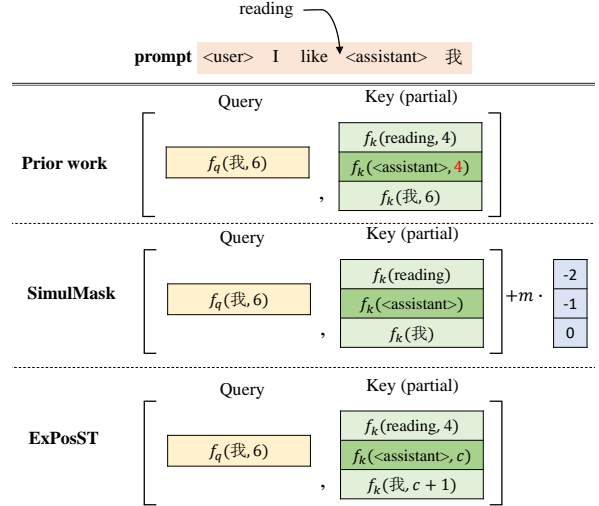 reading
prompt <user> I like <assistant> 我
Query Key (partial)
Prior work
f_q(我, 6)
,
f_k(reading, 4)
f_k(<assistant>, 4)
f_k(我, 6)
Query Key (partial)
SimulMask
f_q(我, 6)
,
f_k(reading)
f_k(<assistant>)
f_k(我)
+m ·
-2
-1
0
Query Key (partial)
ExPosST
f_q(我, 6)
,
f_k(reading, 4)
f_k(<assistant>, c)
f_k(我, c + 1)